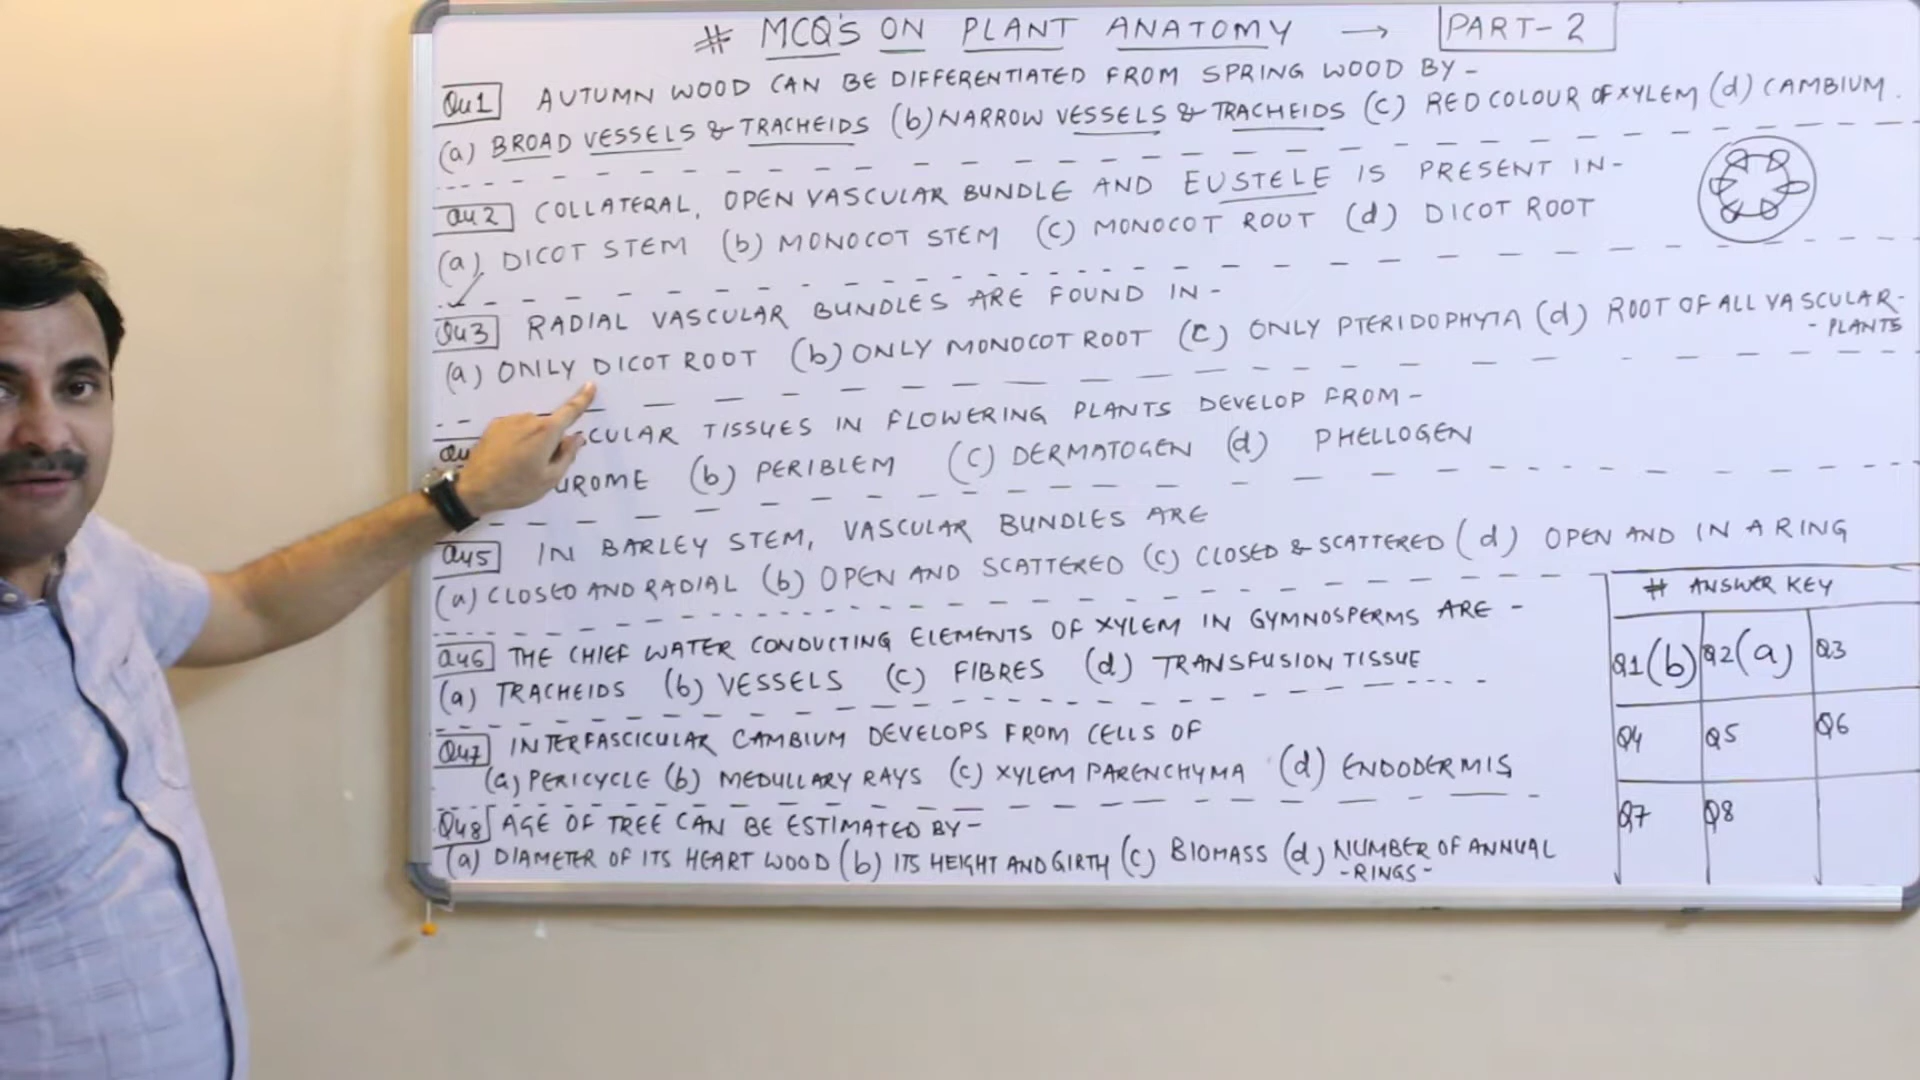 # MCQ'S ON PLANT ANATOMY → PART-2
Qu1 AUTUMN WOOD CAN BE DIFFERENTIATED FROM SPRING WOOD BY-
(a) BROAD VESSELS & TRACHEIDS (b) NARROW VESSELS & TRACHEIDS (c) RED COLOUR OF XYLEM (d) CAMBIUM.
Qu2 COLLATERAL, OPEN VASCULAR BUNDLE AND EUSTELE IS PRESENT IN-
(a) DICOT STEM (b) MONOCOT STEM (c) MONOCOT ROOT (d) DICOT ROOT
Qu3 RADIAL VASCULAR BUNDLES ARE FOUND IN-
(a) ONLY DICOT ROOT (b) ONLY MONOCOT ROOT (c) ONLY PTERIDOPHYTA (d) ROOT OF ALL VASCULAR-
-PLANTS
TISSUES IN FLOWERING PLANTS DEVELOP FROM-
(b) PERIBLEM (c) DERMATOGEN (d) PHELLOGEN
Qu5 IN BARLEY STEM, VASCULAR BUNDLES ARE
(a) CLOSED AND RADIAL (b) OPEN AND SCATTERED (c) CLOSED & SCATTERED (d) OPEN AND IN A RING
Qu6 THE CHIEF WATER CONDUCTING ELEMENTS OF XYLEM IN GYMNOSPERMS ARE -
(a) TRACHEIDS (b) VESSELS (c) FIBRES (d) TRANSFUSION TISSUE
Qu7 INTERFASCICULAR CAMBIUM DEVELOPS FROM CELLS OF
(a) PERICYCLE (b) MEDULLARY RAYS (c) XYLEM PARENCHYMA (d) ENDODERMIS
Qu8 AGE OF TREE CAN BE ESTIMATED BY-
(a) DIAMETER OF ITS HEART WOOD (b) ITS HEIGHT AND GIRTH (c) BIOMASS (d) NUMBER OF ANNUAL
-RINGS-
# ANSWER KEY
Q1 (b) Q2 (a) Q3
Q4 Q5 Q6
Q7 Q8